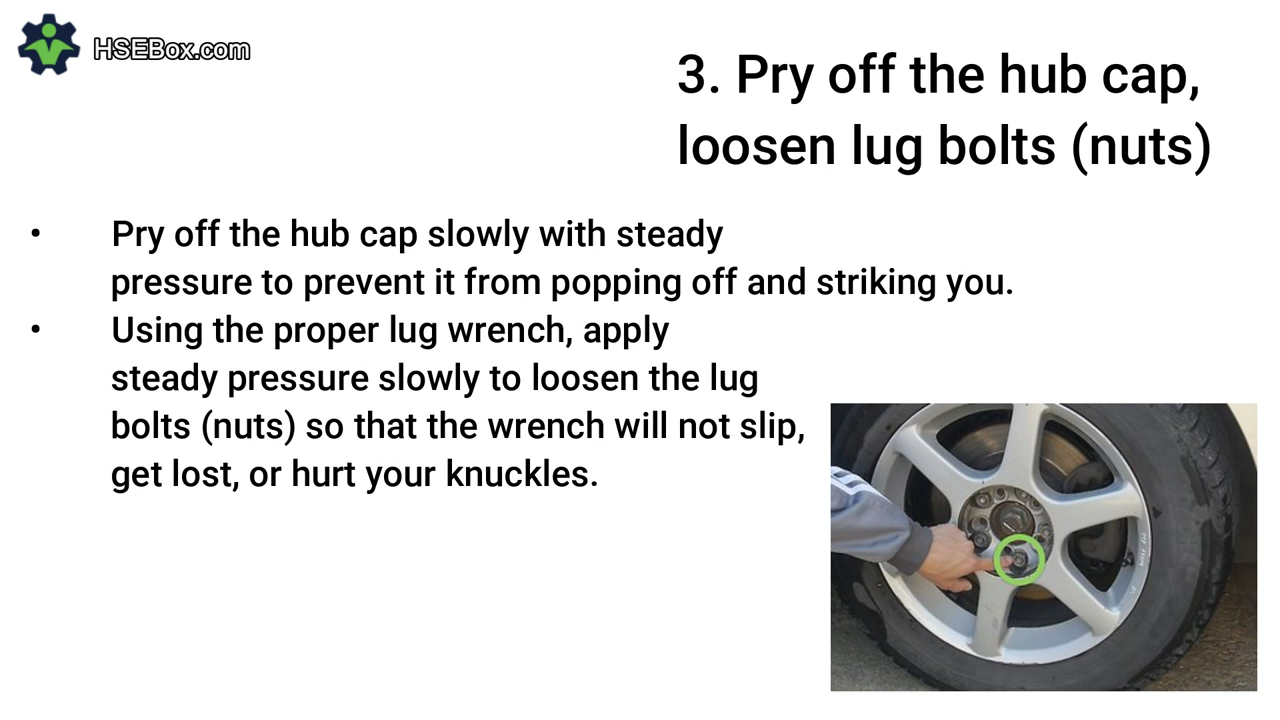 HSEBox.com
3. Pry off the hub cap,
loosen lug bolts (nuts)
• Pry off the hub cap slowly with steady
pressure to prevent it from popping off and striking you.
• Using the proper lug wrench, apply
steady pressure slowly to loosen the lug
bolts (nuts) so that the wrench will not slip,
get lost, or hurt your knuckles.